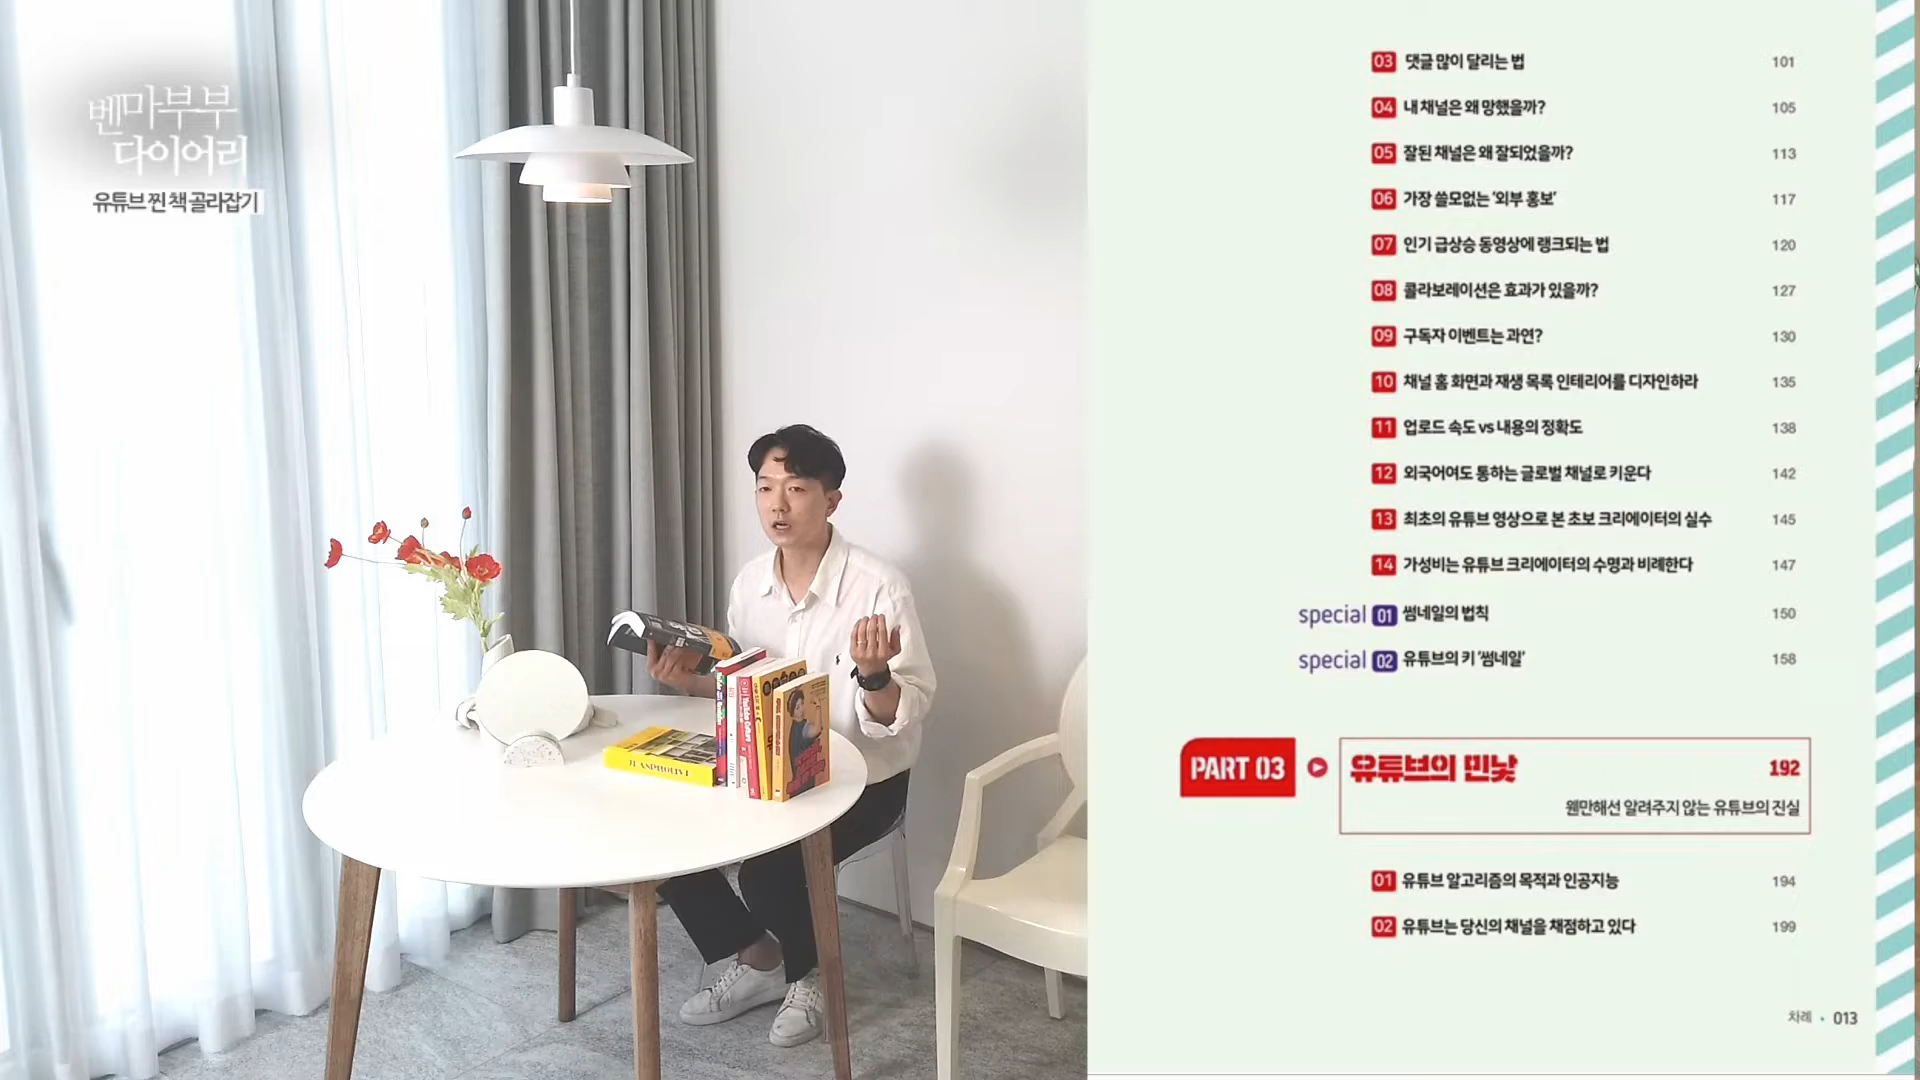 벤마부부
다이어리
유튜브 찐 책 골라잡기
03 댓글 많이 달리는 법 101
04 내 채널은 왜 망했을까? 105
05 잘된 채널은 왜 잘되었을까? 113
06 가장 쓸모없는 '외부 홍보' 117
07 인기 급상승 동영상에 랭크되는 법 120
08 콜라보레이션은 효과가 있을까? 127
09 구독자 이벤트는 과연? 130
10 채널 홈 화면과 재생 목록 인테리어를 디자인하라 135
11 업로드 속도 vs 내용의 정확도 138
12 외국어여도 통하는 글로벌 채널로 키운다 142
13 최초의 유튜브 영상으로 본 초보 크리에이터의 실수 145
14 가성비는 유튜브 크리에이터의 수명과 비례한다 147
special 01 썸네일의 법칙 150
special 02 유튜브의 키 '썸네일' 158
PART 03 유튜브의 민낯 192
웬만해선 알려주지 않는 유튜브의 진실
01 유튜브 알고리즘의 목적과 인공지능 194
02 유튜브는 당신의 채널을 채점하고 있다 199
차례 • 013